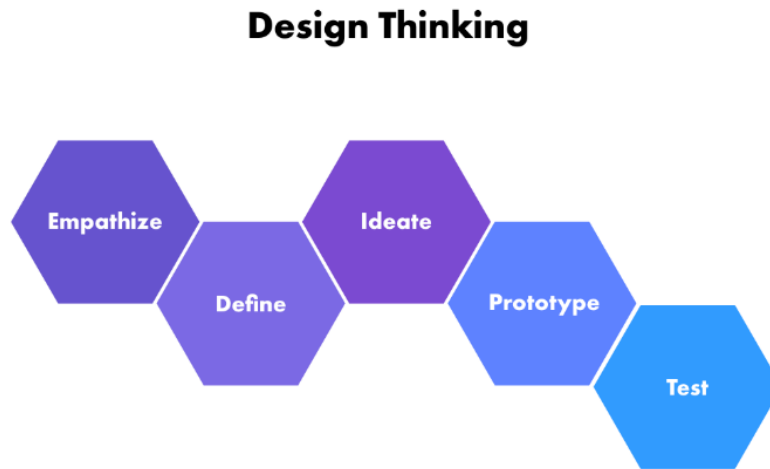 Design Thinking
Empathize
Define
Ideate
Prototype
Test